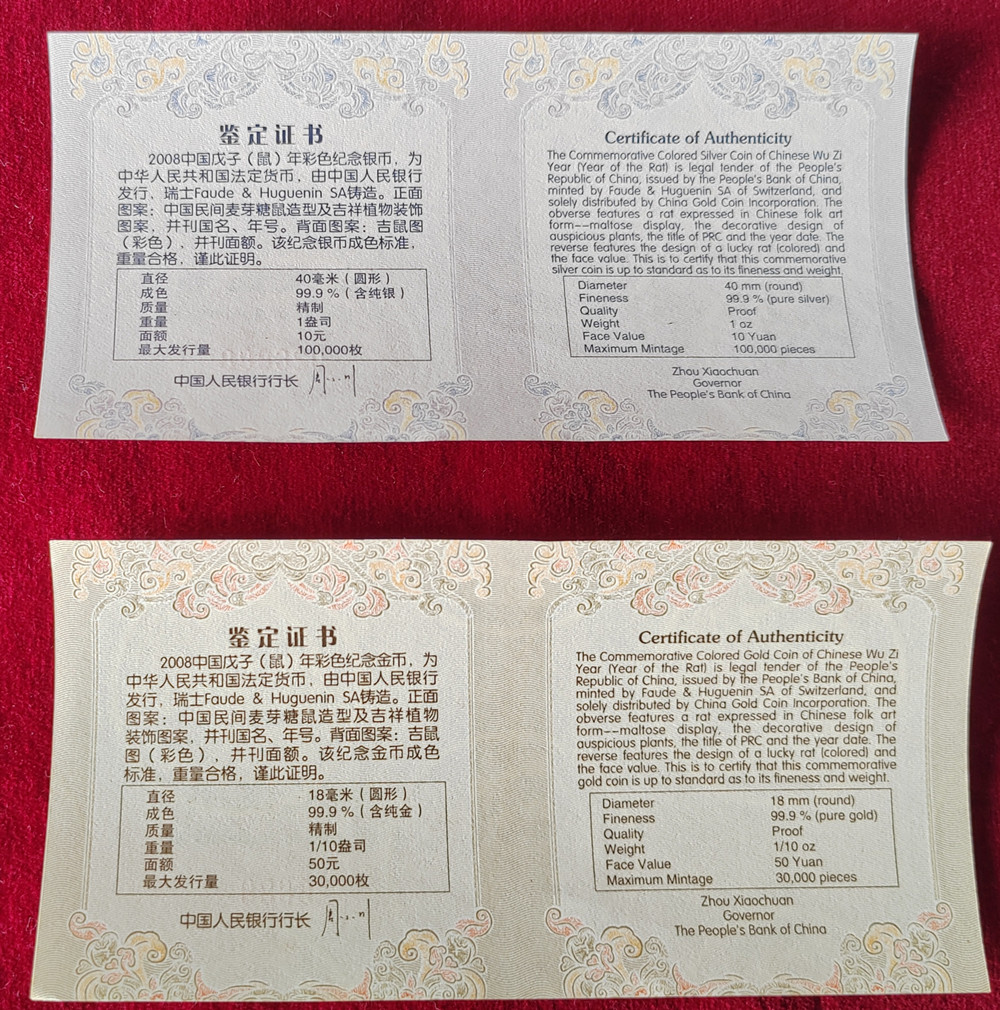 鉴定证书
2008中国戊子（鼠）年彩色纪念银币，为
中华人民共和国法定货币，由中国人民银行
发行，瑞士Faude & Huguenin SA铸造。正面
图案：中国民间麦芽糖鼠造型及吉祥植物装饰
图案，并刊国名、年号。背面图案：吉鼠图
（彩色），并刊面额。该纪念银币成色标准，
重量合格，谨此证明。
直径 40毫米（圆形）
成色 99.9 %（含纯银）
质量 精制
重量 1盎司
面额 10元
最大发行量 100,000枚
中国人民银行行长 周小川
Certificate of Authenticity
The Commemorative Colored Silver Coin of Chinese Wu Zi
Year (Year of the Rat) is legal tender of the People's
Republic of China, issued by the People's Bank of China,
minted by Faude & Huguenin SA of Switzerland, and
solely distributed by China Gold Coin Incorporation. The
obverse features a rat expressed in Chinese folk art
form--maltose display, the decorative design of
auspicious plants, the title of PRC and the year date. The
reverse features the design of a lucky rat (colored) and
the face value. This is to certify that this commemorative
silver coin is up to standard as to its fineness and weight.
Diameter 40 mm (round)
Fineness 99.9 % (pure silver)
Quality Proof
Weight 1 oz
Face Value 10 Yuan
Maximum Mintage 100,000 pieces
Zhou Xiaochuan
Governor
The People's Bank of China
鉴定证书
2008中国戊子（鼠）年彩色纪念金币，为
中华人民共和国法定货币，由中国人民银行
发行，瑞士Faude & Huguenin SA铸造。正面
图案：中国民间麦芽糖鼠造型及吉祥植物
装饰图案，并刊国名、年号。背面图案：吉鼠
图（彩色），并刊面额。该纪念金币成色
标准，重量合格，谨此证明。
直径 18毫米（圆形）
成色 99.9 %（含纯金）
质量 精制
重量 1/10盎司
面额 50元
最大发行量 30,000枚
中国人民银行行长 周小川
Certificate of Authenticity
The Commemorative Colored Gold Coin of Chinese Wu Zi
Year (Year of the Rat) is legal tender of the People's
Republic of China, issued by the People's Bank of China,
minted by Faude & Huguenin SA of Switzerland, and
solely distributed by China Gold Coin Incorporation. The
obverse features a rat expressed in Chinese folk art
form--maltose display, the decorative design of
auspicious plants, the title of PRC and the year date. The
reverse features the design of a lucky rat (colored) and
the face value. This is to certify that this commemorative
gold coin is up to standard as to its fineness and weight.
Diameter 18 mm (round)
Fineness 99.9 % (pure gold)
Quality Proof
Weight 1/10 oz
Face Value 50 Yuan
Maximum Mintage 30,000 pieces
Zhou Xiaochuan
Governor
The People's Bank of China